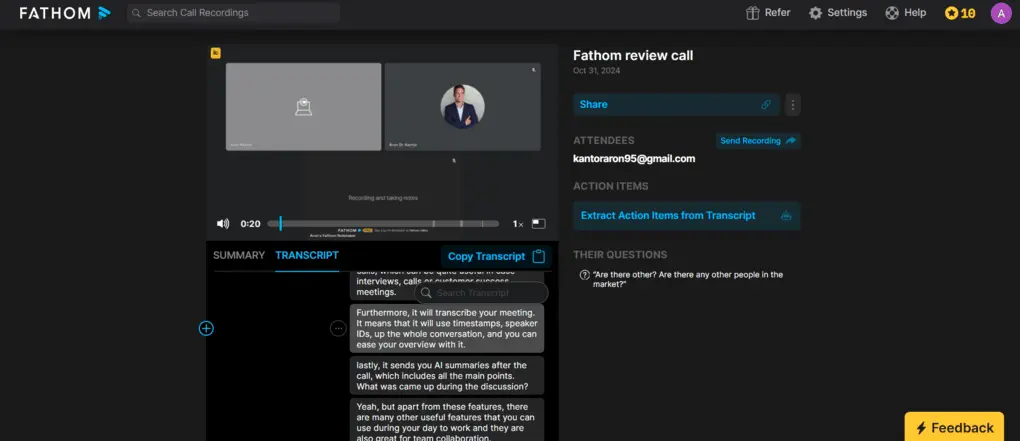 FATHOM
Search Call Recordings
Refer
Settings
Help
10
A
Recording and taking notes
0:20
1×
FATHOM
SUMMARY
TRANSCRIPT
Copy Transcript
interviews, calls or customer success
meetings.
Search Transcript
Furthermore, it will transcribe your meeting.
It means that it will use timestamps, speaker
IDs, up the whole conversation, and you can
ease your overview with it.
lastly, it sends you AI summaries after the
call, which includes all the main points.
What was came up during the discussion?
Yeah, but apart from these features, there
are many other useful features that you can
use during your day to work and they are
also great for team collaboration.
Fathom review call
Oct 31, 2024
Share
ATTENDEES
Send Recording
kantoraron95@gmail.com
ACTION ITEMS
Extract Action Items from Transcript
THEIR QUESTIONS
"Are there other? Are there any other people in the
market?"
Feedback